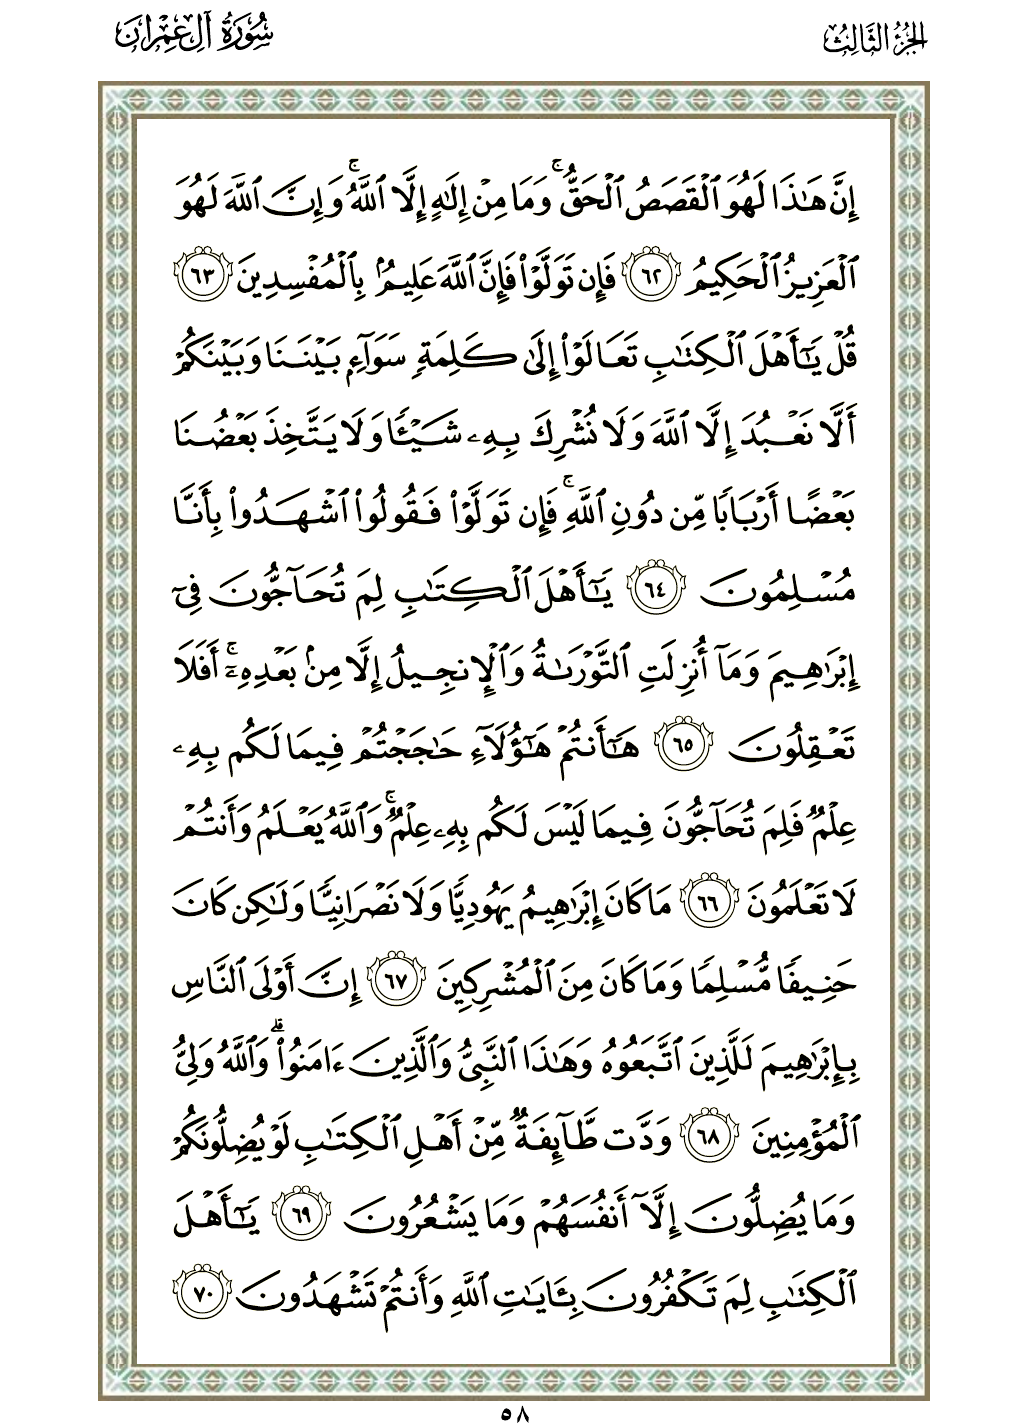 الجزء الثالث
سورة آل عمران
إِنَّ هَٰذَا لَهُوَ ٱلْقَصَصُ ٱلْحَقُّ ۚ وَمَا مِنْ إِلَٰهٍ إِلَّا ٱللَّهُ ۚ وَإِنَّ ٱللَّهَ لَهُوَ
ٱلْعَزِيزُ ٱلْحَكِيمُ ٦٢ فَإِن تَوَلَّوْا۟ فَإِنَّ ٱللَّهَ عَلِيمٌۢ بِٱلْمُفْسِدِينَ ٦٣
قُلْ يَٰٓأَهْلَ ٱلْكِتَٰبِ تَعَالَوْا۟ إِلَىٰ كَلِمَةٍ سَوَآءٍۭ بَيْنَنَا وَبَيْنَكُمْ
أَلَّا نَعْبُدَ إِلَّا ٱللَّهَ وَلَا نُشْرِكَ بِهِۦ شَيْـًٔا وَلَا يَتَّخِذَ بَعْضُنَا
بَعْضًا أَرْبَابًا مِّن دُونِ ٱللَّهِ ۚ فَإِن تَوَلَّوْا۟ فَقُولُوا۟ ٱشْهَدُوا۟ بِأَنَّا
مُسْلِمُونَ ٦٤ يَٰٓأَهْلَ ٱلْكِتَٰبِ لِمَ تُحَآجُّونَ فِىٓ
إِبْرَٰهِيمَ وَمَآ أُنزِلَتِ ٱلتَّوْرَىٰةُ وَٱلْإِنجِيلُ إِلَّا مِنۢ بَعْدِهِۦٓ ۚ أَفَلَا
تَعْقِلُونَ ٦٥ هَٰٓأَنتُمْ هَٰٓؤُلَآءِ حَٰجَجْتُمْ فِيمَا لَكُم بِهِۦ
عِلْمٌ فَلِمَ تُحَآجُّونَ فِيمَا لَيْسَ لَكُم بِهِۦ عِلْمٌ ۚ وَٱللَّهُ يَعْلَمُ وَأَنتُمْ
لَا تَعْلَمُونَ ٦٦ مَا كَانَ إِبْرَٰهِيمُ يَهُودِيًّا وَلَا نَصْرَانِيًّا وَلَٰكِن كَانَ
حَنِيفًا مُّسْلِمًا وَمَا كَانَ مِنَ ٱلْمُشْرِكِينَ ٦٧ إِنَّ أَوْلَى ٱلنَّاسِ
بِإِبْرَٰهِيمَ لَلَّذِينَ ٱتَّبَعُوهُ وَهَٰذَا ٱلنَّبِىُّ وَٱلَّذِينَ ءَامَنُوا۟ ۗ وَٱللَّهُ وَلِىُّ
ٱلْمُؤْمِنِينَ ٦٨ وَدَّت طَّآئِفَةٌ مِّنْ أَهْلِ ٱلْكِتَٰبِ لَوْ يُضِلُّونَكُمْ
وَمَا يُضِلُّونَ إِلَّآ أَنفُسَهُمْ وَمَا يَشْعُرُونَ ٦٩ يَٰٓأَهْلَ
ٱلْكِتَٰبِ لِمَ تَكْفُرُونَ بِـَٔايَٰتِ ٱللَّهِ وَأَنتُمْ تَشْهَدُونَ ٧٠
٥٨